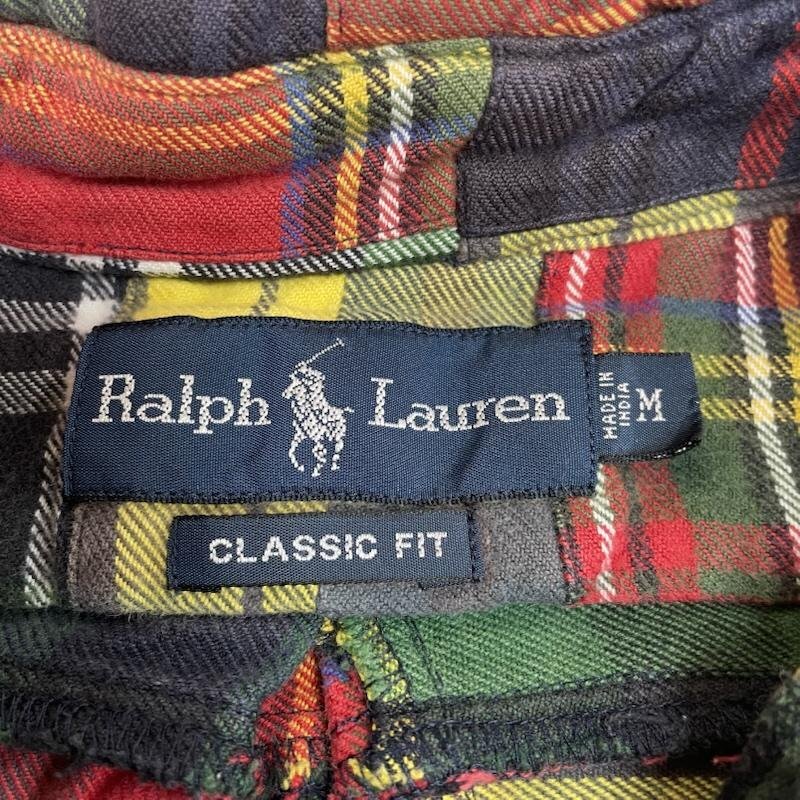 Ralph Lauren
MADE IN
INDIA
M
CLASSIC FIT